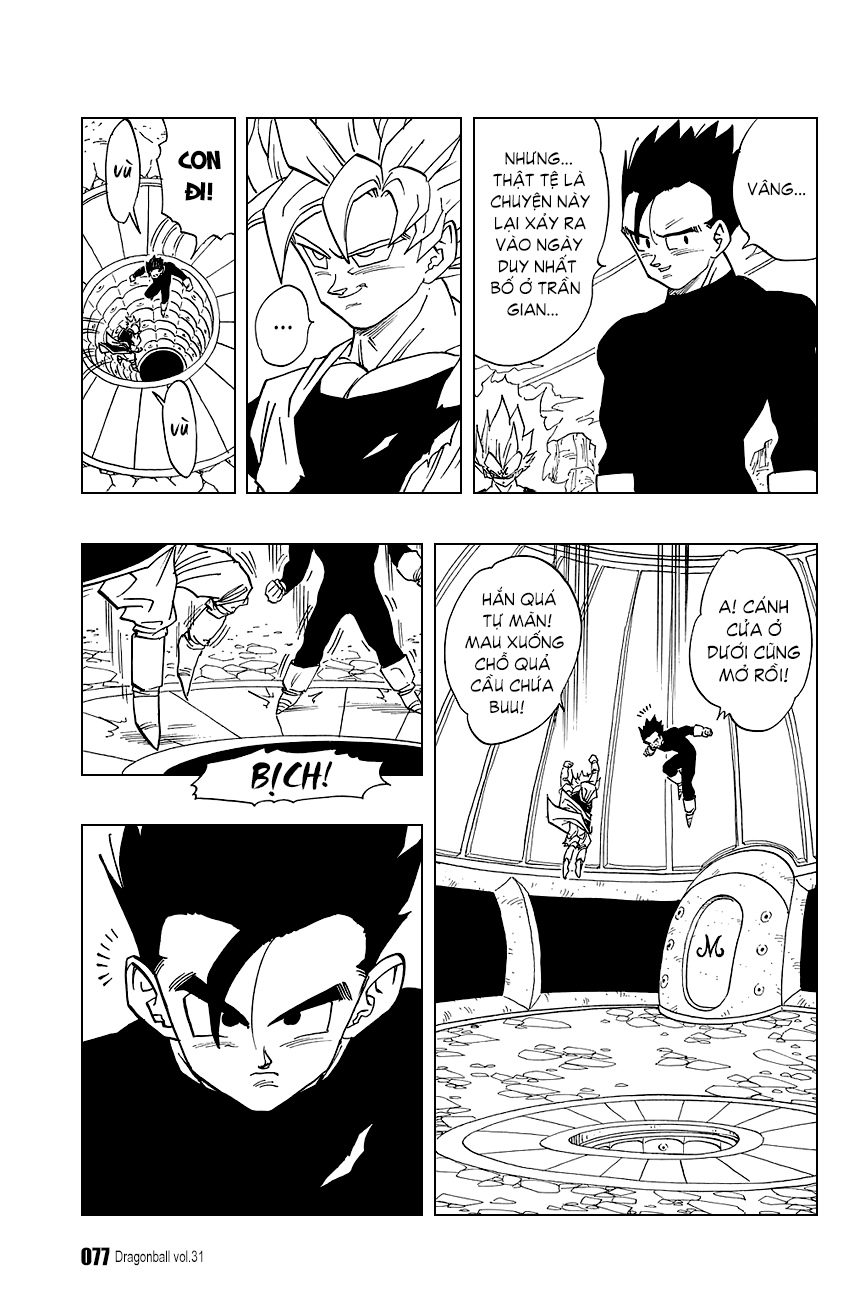 VÂNG...
NHƯNG...
THẬT TỆ LÀ
CHUYỆN NÀY
LẠI XẢY RA
VÀO NGÀY
DUY NHẤT
BỐ Ở TRẦN
GIAN...
...
CON
ĐI!
VÙ
VÙ
A! CÁNH
CỬA Ở
DƯỚI CŨNG
MỞ RỒI!
HẮN QUÁ
TỰ MÃN!
MAU XUỐNG
CHỖ QUẢ
CẦU CHỨA
BUU!
M
BỊCH!
077 Dragonball vol.31